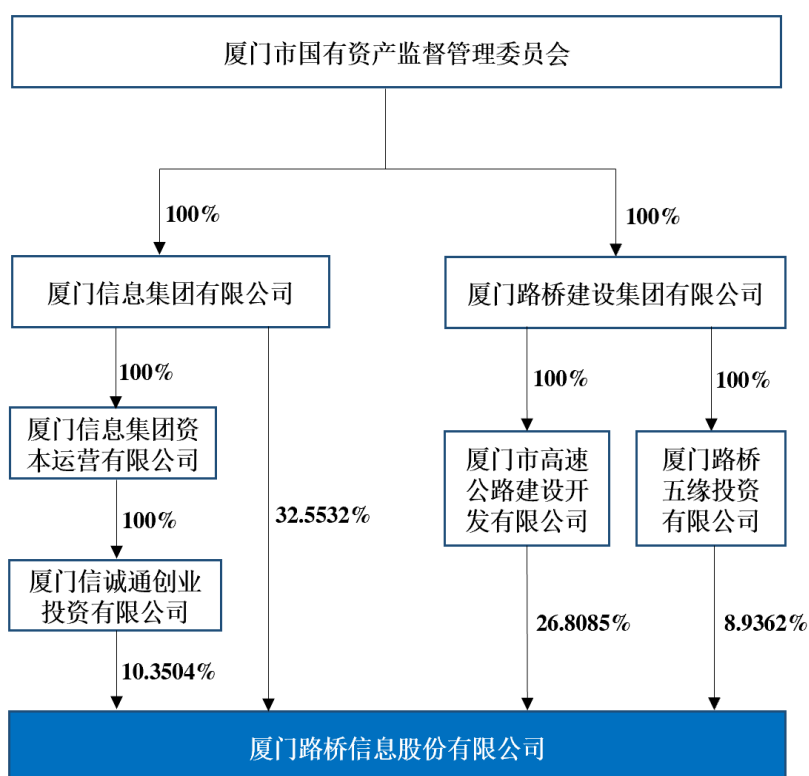 厦门市国有资产监督管理委员会
100%
100%
厦门信息集团有限公司
厦门路桥建设集团有限公司
100%
100%
100%
厦门信息集团资
本运营有限公司
厦门市高速
公路建设开
发有限公司
厦门路桥
五缘投资
有限公司
100%
32.5532%
厦门信诚通创业
投资有限公司
26.8085%
8.9362%
10.3504%
厦门路桥信息股份有限公司